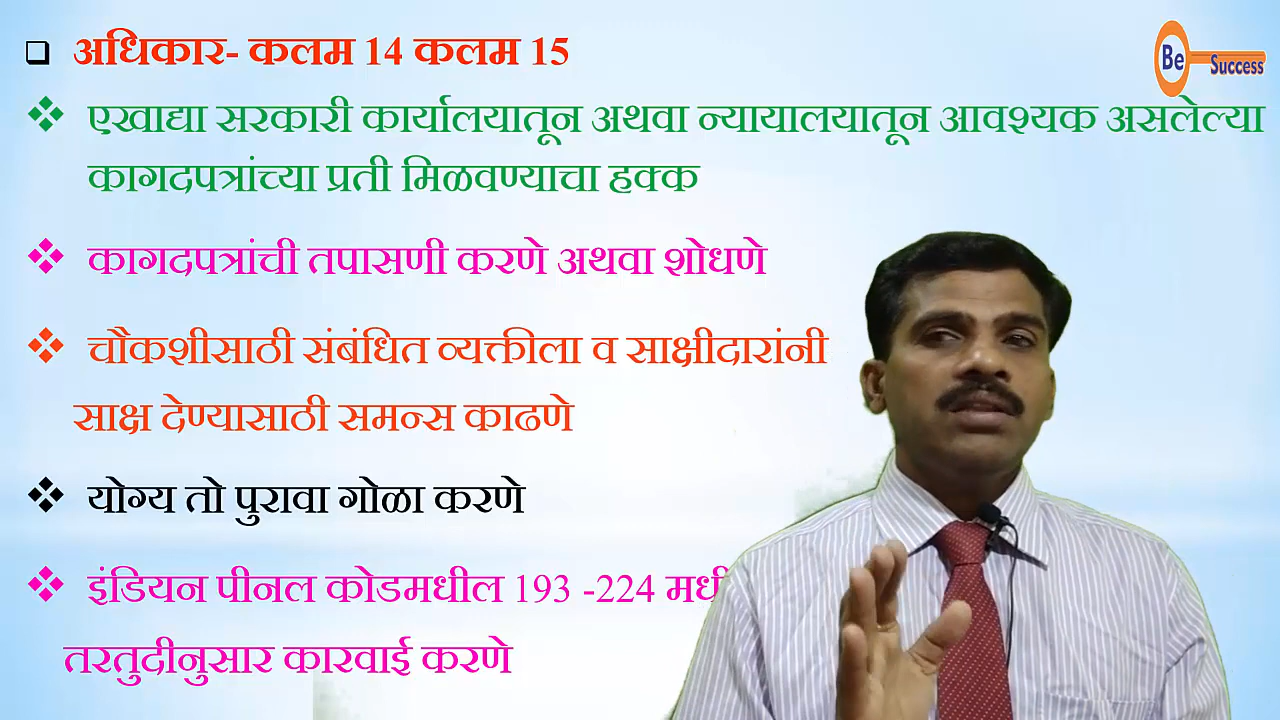 अधिकार- कलम 14 कलम 15
Be Success
एखाद्या सरकारी कार्यालयातून अथवा न्यायालयातून आवश्यक असलेल्या
कागदपत्रांच्या प्रती मिळवण्याचा हक्क
कागदपत्रांची तपासणी करणे अथवा शोधणे
चौकशीसाठी संबंधित व्यक्तीला व साक्षीदारांनी
साक्ष देण्यासाठी समन्स काढणे
योग्य तो पुरावा गोळा करणे
इंडियन पीनल कोडमधील 193 -224 मधी
तरतुदीनुसार कारवाई करणे